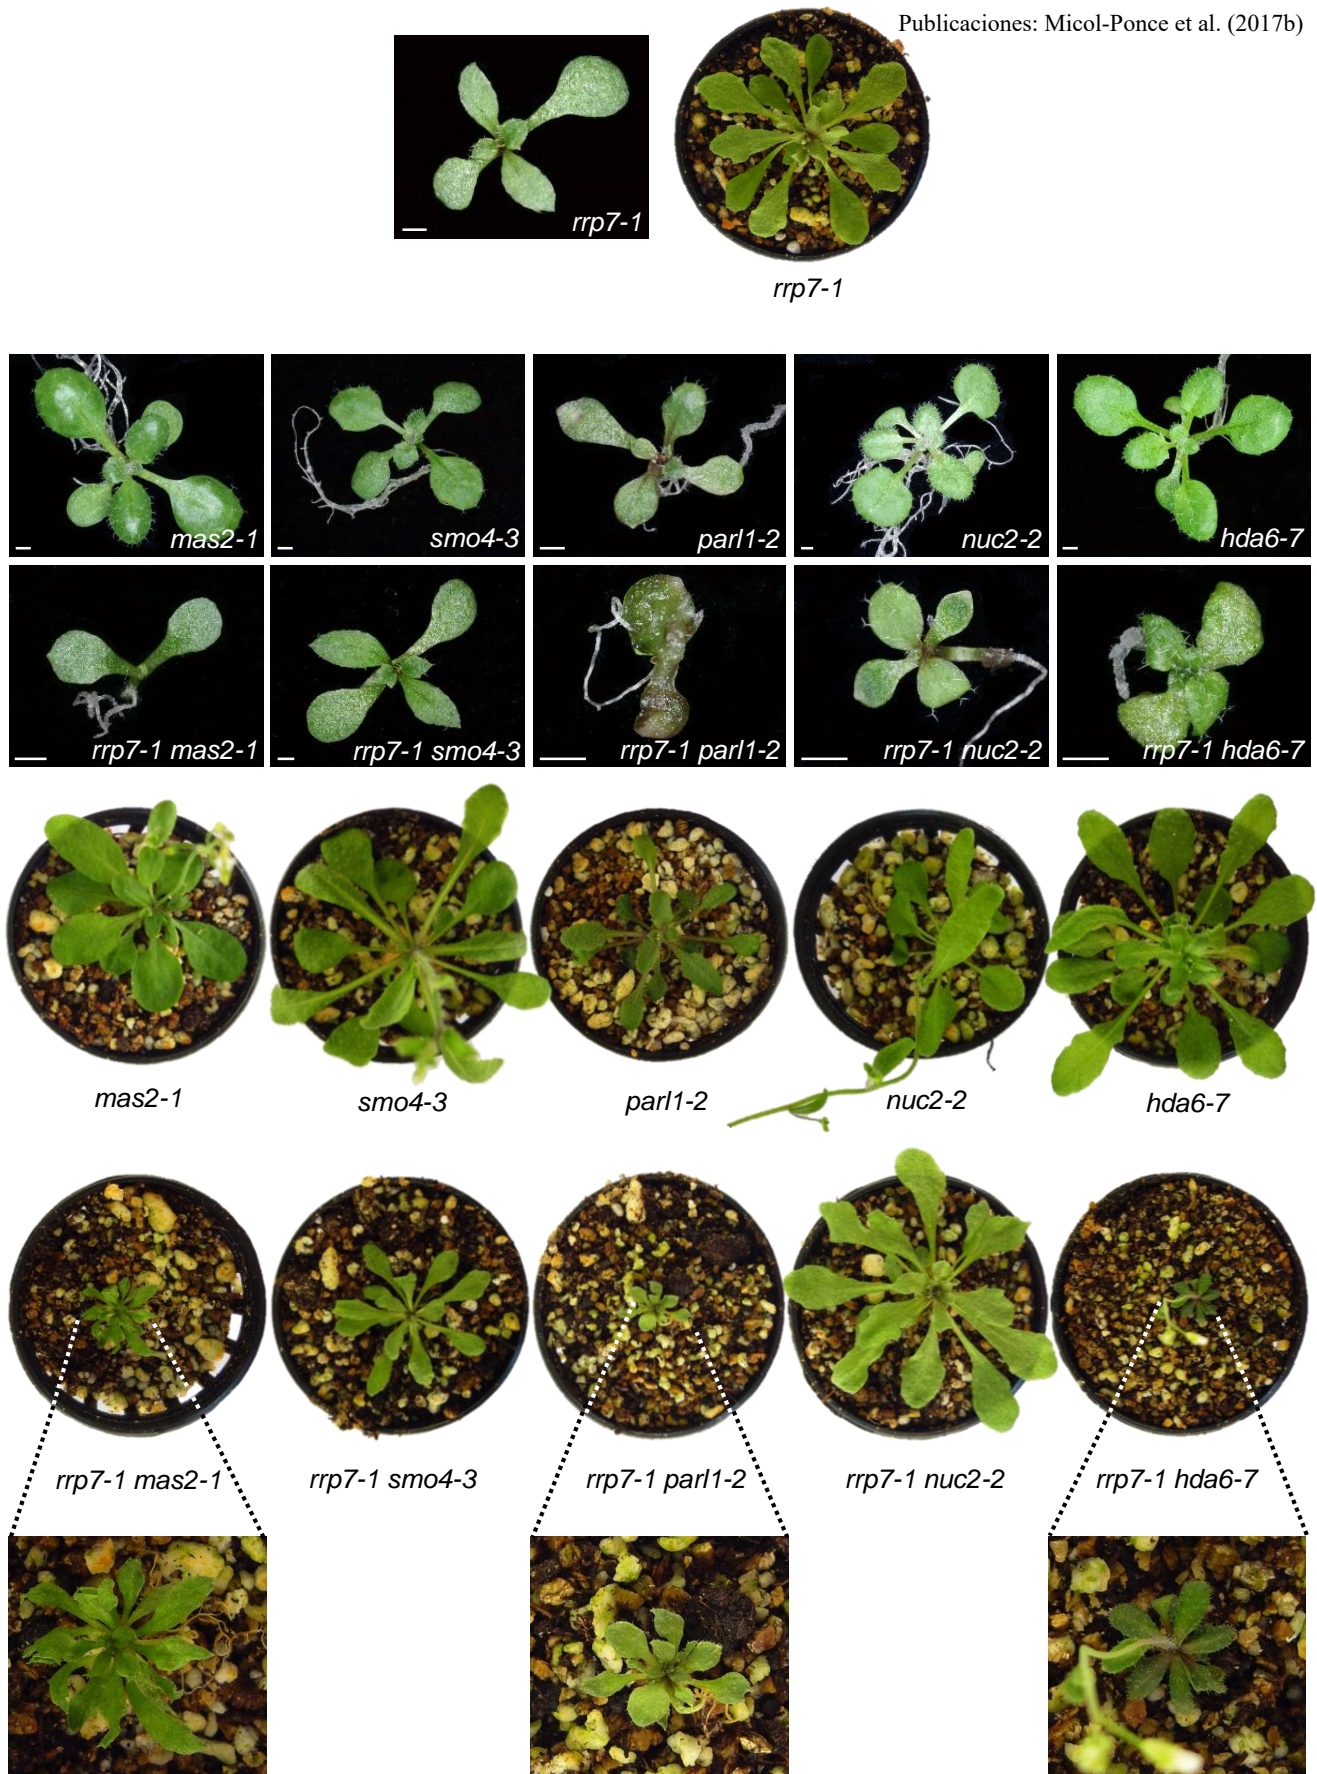 Publicaciones: Micol-Ponce et al. (2017b)
rrp7-1
rrp7-1
mas2-1
smo4-3
parl1-2
nuc2-2
hda6-7
rrp7-1 mas2-1
rrp7-1 smo4-3
rrp7-1 parl1-2
rrp7-1 nuc2-2
rrp7-1 hda6-7
mas2-1
smo4-3
parl1-2
nuc2-2
hda6-7
rrp7-1 mas2-1
rrp7-1 smo4-3
rrp7-1 parl1-2
rrp7-1 nuc2-2
rrp7-1 hda6-7